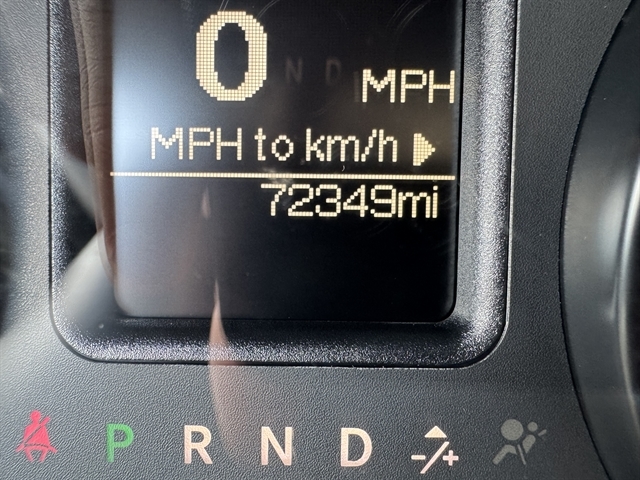 0 MPH
MPH to km/h ▶
72349mi
P R N D -/+